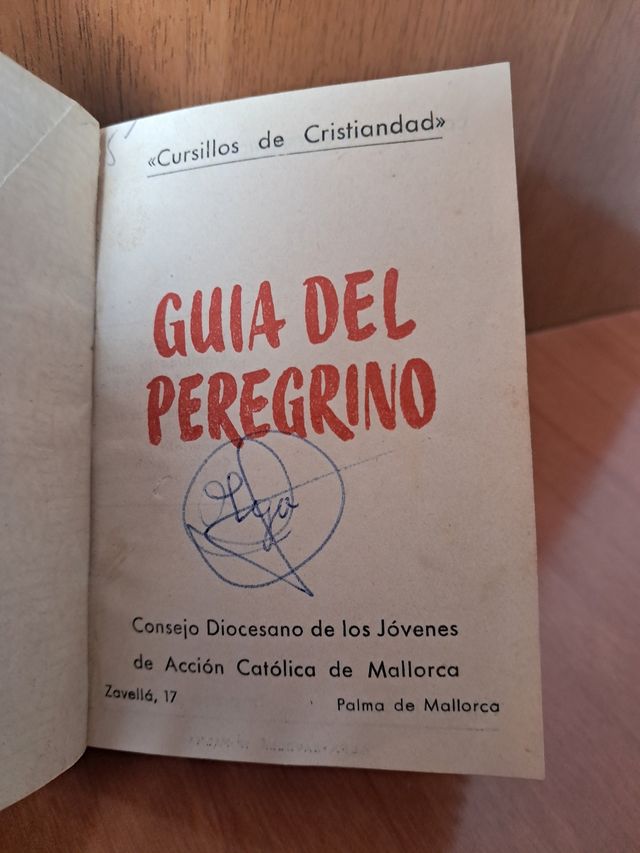 «Cursillos de Cristiandad»
GUIA DEL
PEREGRINO
Consejo Diocesano de los Jóvenes
de Acción Católica de Mallorca
Zavellá, 17 Palma de Mallorca